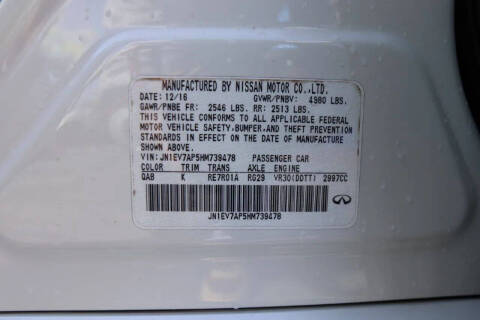 MANUFACTURED BY NISSAN MOTOR CO.,LTD.
DATE: 12/16 GVWR/PNBV: 4980 LBS.
GAWR/PNBE FR: 2546 LBS. RR: 2513 LBS.
THIS VEHICLE CONFORMS TO ALL APPLICABLE FEDERAL
MOTOR VEHICLE SAFETY,BUMPER,AND THEFT PREVENTION
STANDARDS IN EFFECT ON THE DATE OF MANUFACTURE
SHOWN ABOVE.
VIN: JN1EV7AP5HM739478 PASSENGER CAR
COLOR TRIM TRANS AXLE ENGINE
QAB K RE7R01A RG29 VR30(DDTT) 2997CC
JN1EV7AP5HM739478